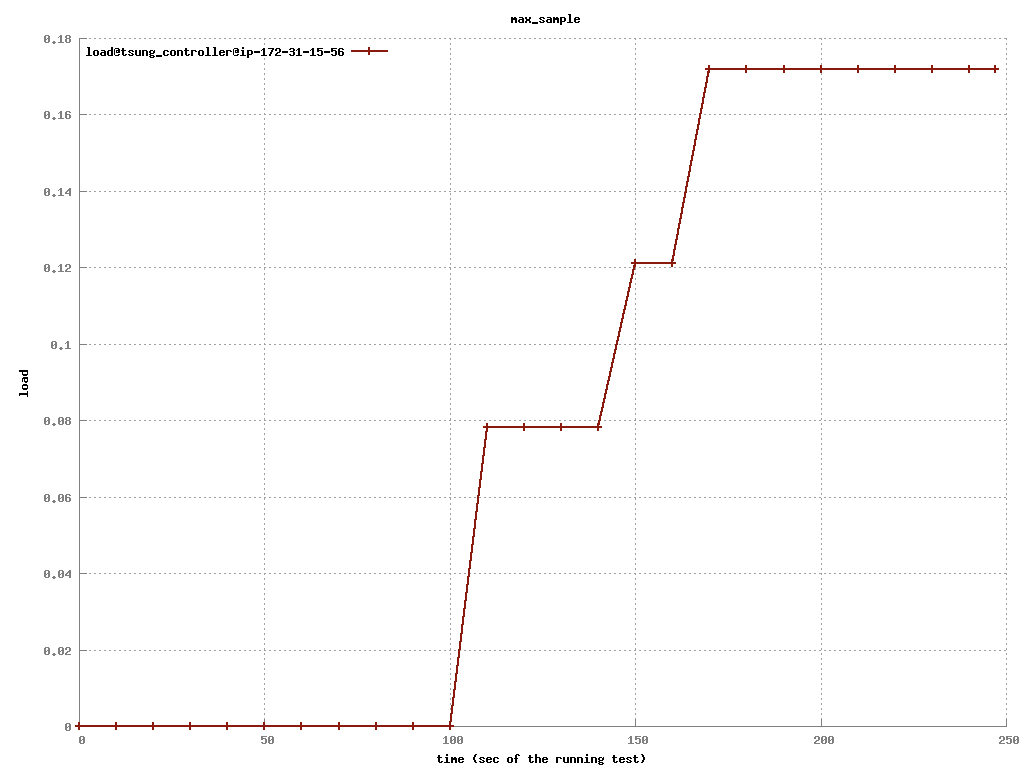 max_sample
load@tsung_controller@ip-172-31-15-56
0.18
0.16
0.14
0.12
0.1
0.08
0.06
0.04
0.02
0
load
0 50 100 150 200 250
time (sec of the running test)